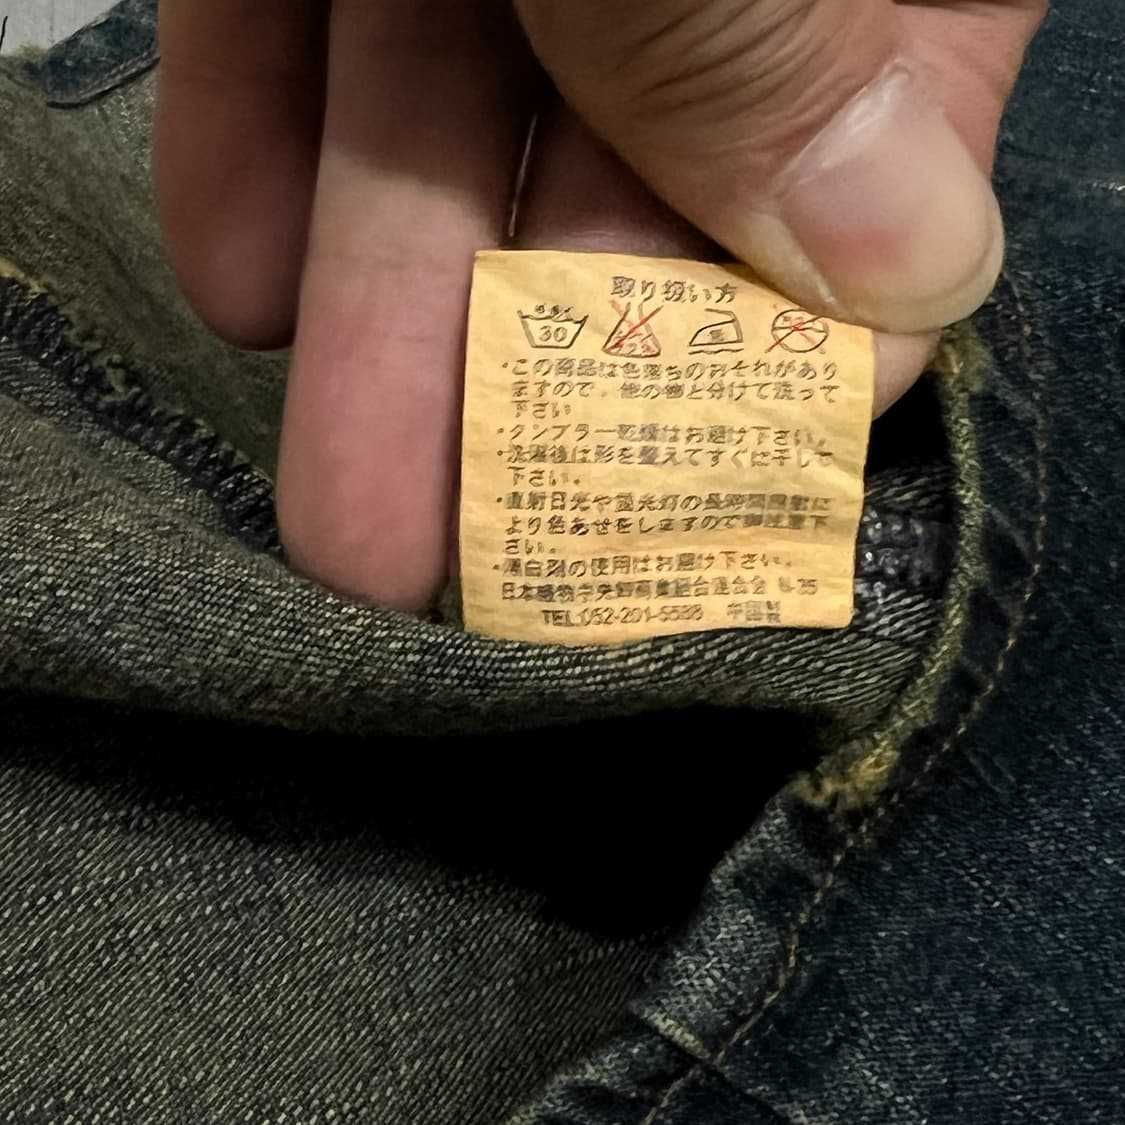 取り扱い方
30
・この商品は色落ちのおそれがあり
ますので、他の物と分けて洗って
下さい
・タンブラー乾燥はお避け下さい。
・洗濯後は形を整えてすぐに干して
下さい。
・直射日光や蛍光灯の長時間照射に
より色あせをしますので御注意下
さい。
・漂白剤の使用はお避け下さい。
日本織物中央卸商業組合連合会
TEL:052-201- 中国製